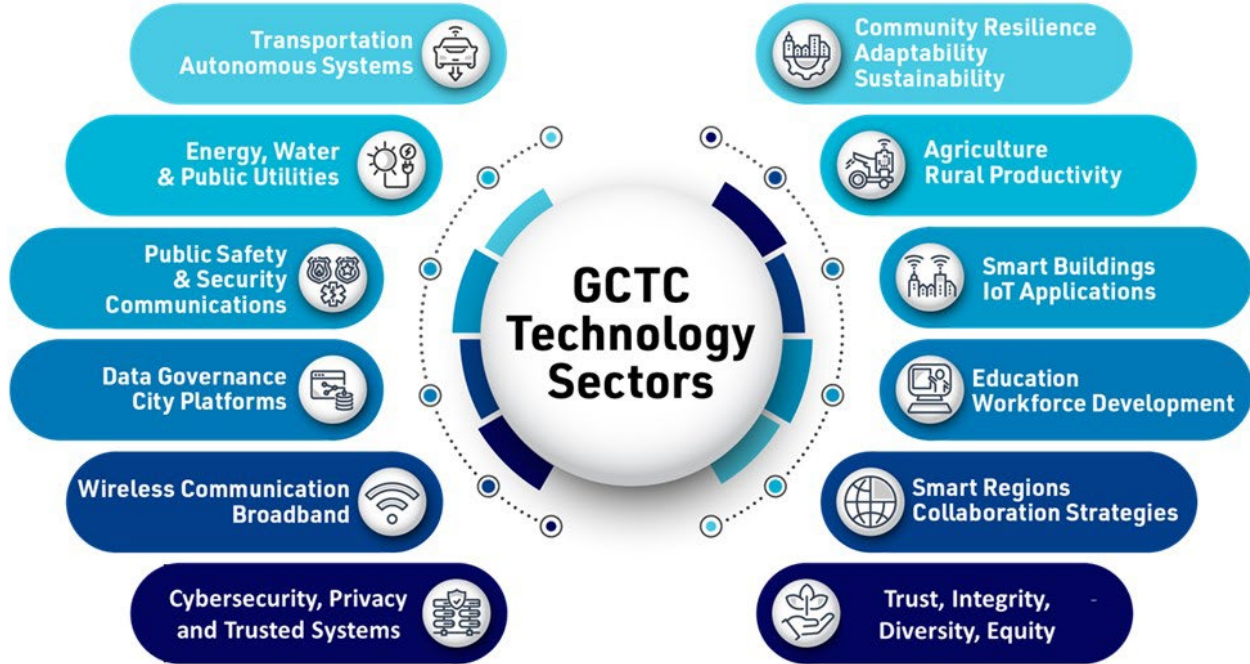 Transportation
Autonomous Systems
Energy, Water
& Public Utilities
Public Safety
& Security
Communications
Data Governance
City Platforms
Wireless Communication
Broadband
Cybersecurity, Privacy
and Trusted Systems
GCTC
Technology
Sectors
Community Resilience
Adaptability
Sustainability
Agriculture
Rural Productivity
Smart Buildings
IoT Applications
Education
Workforce Development
Smart Regions
Collaboration Strategies
Trust, Integrity, -
Diversity, Equity